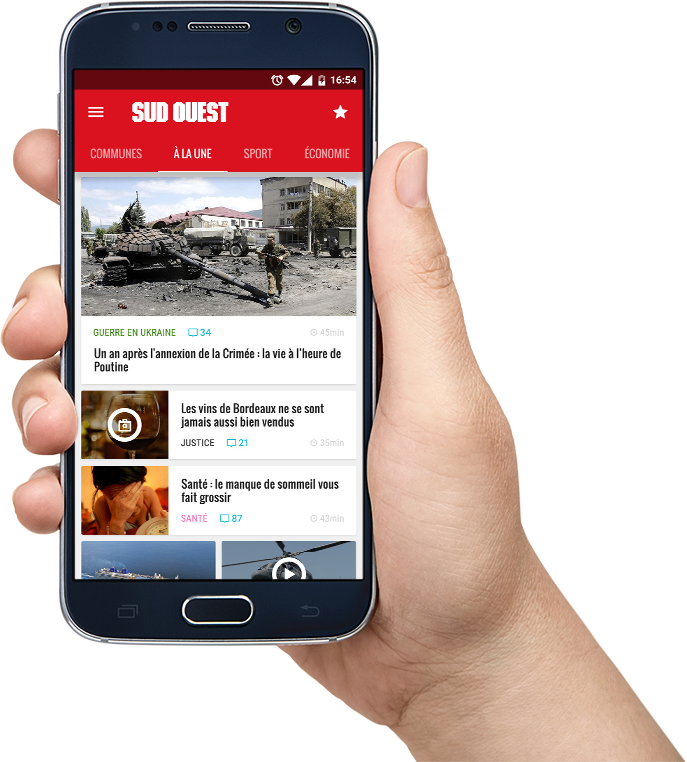 16:54
SUD OUEST
COMMUNES À LA UNE SPORT ÉCONOMIE
GUERRE EN UKRAINE 34 45min
Un an après l'annexion de la Crimée : la vie à l'heure de
Poutine
Les vins de Bordeaux ne se sont
jamais aussi bien vendus
JUSTICE 21 35min
Santé : le manque de sommeil vous
fait grossir
SANTÉ 87 43min